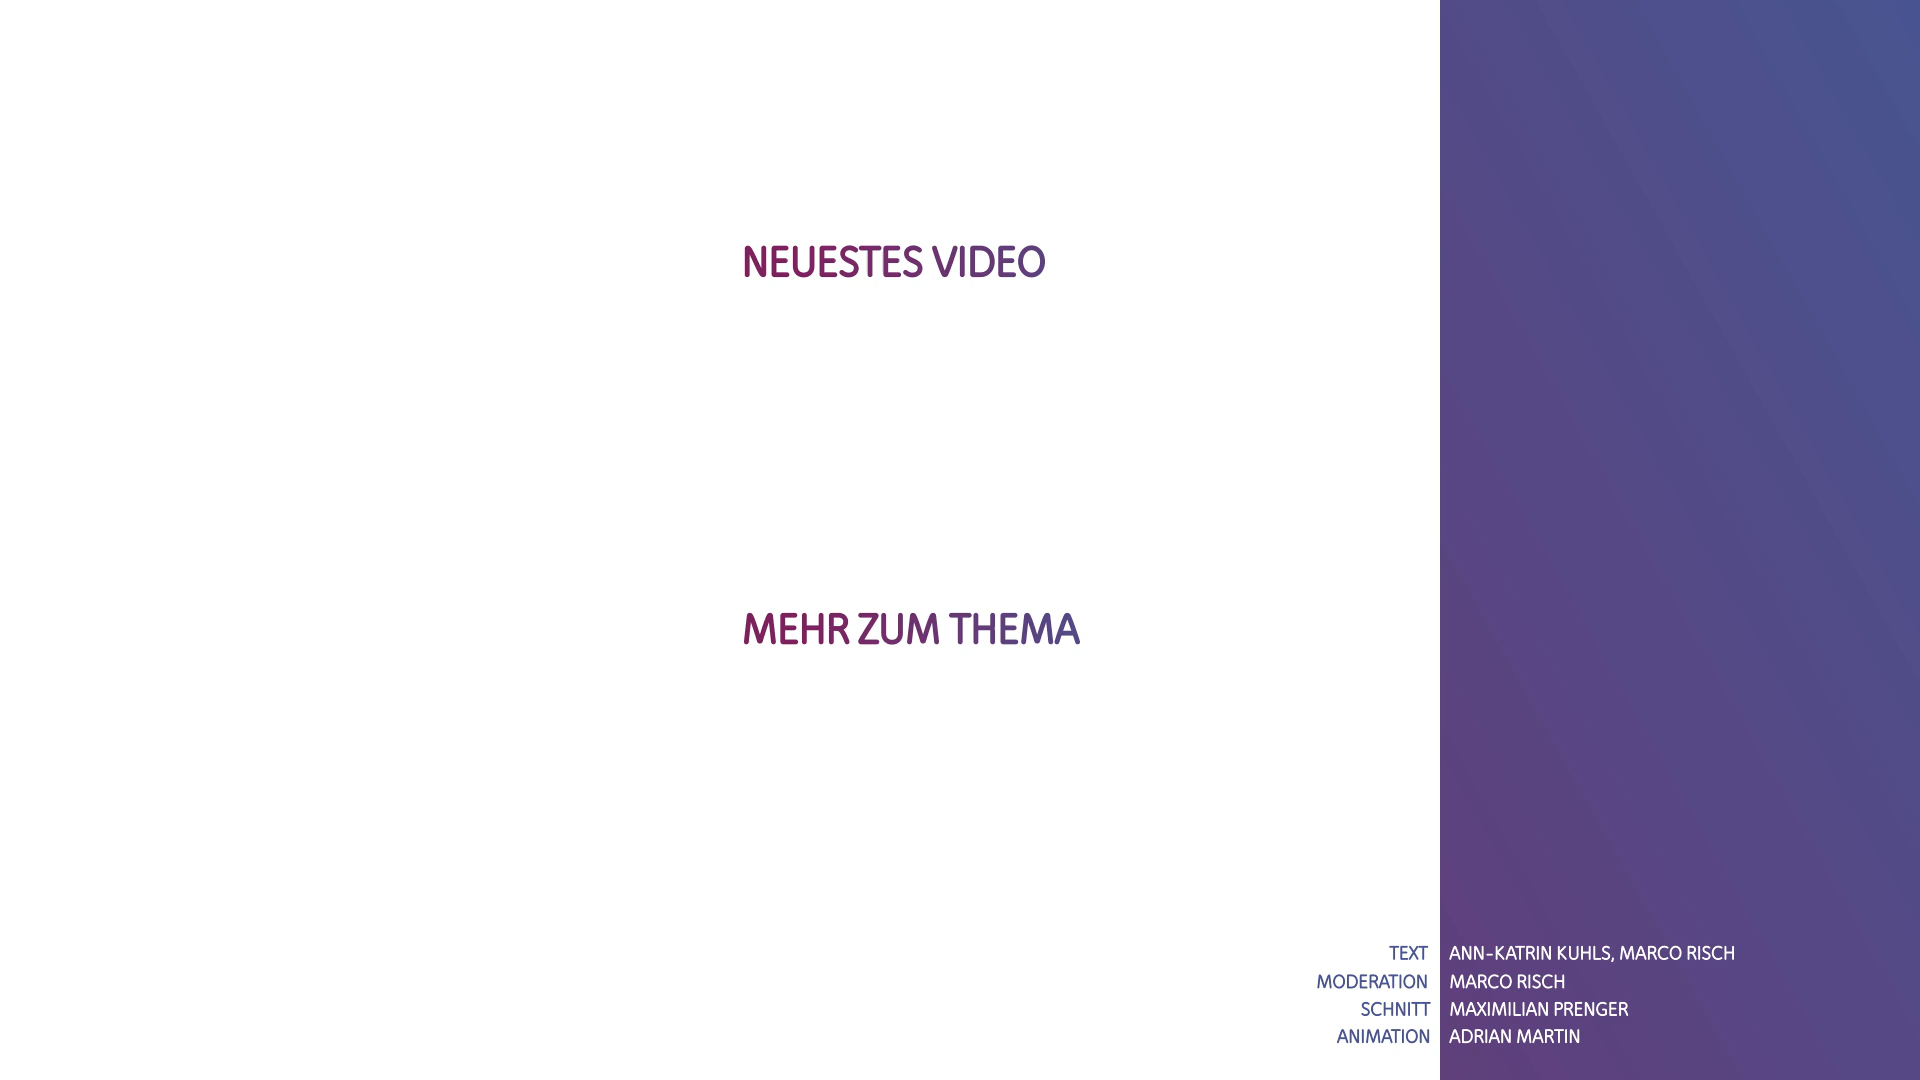 NEUESTES VIDEO
MEHR ZUM THEMA
TEXT ANN-KATRIN KUHLS, MARCO RISCH
MODERATION MARCO RISCH
SCHNITT MAXIMILIAN PRENGER
ANIMATION ADRIAN MARTIN